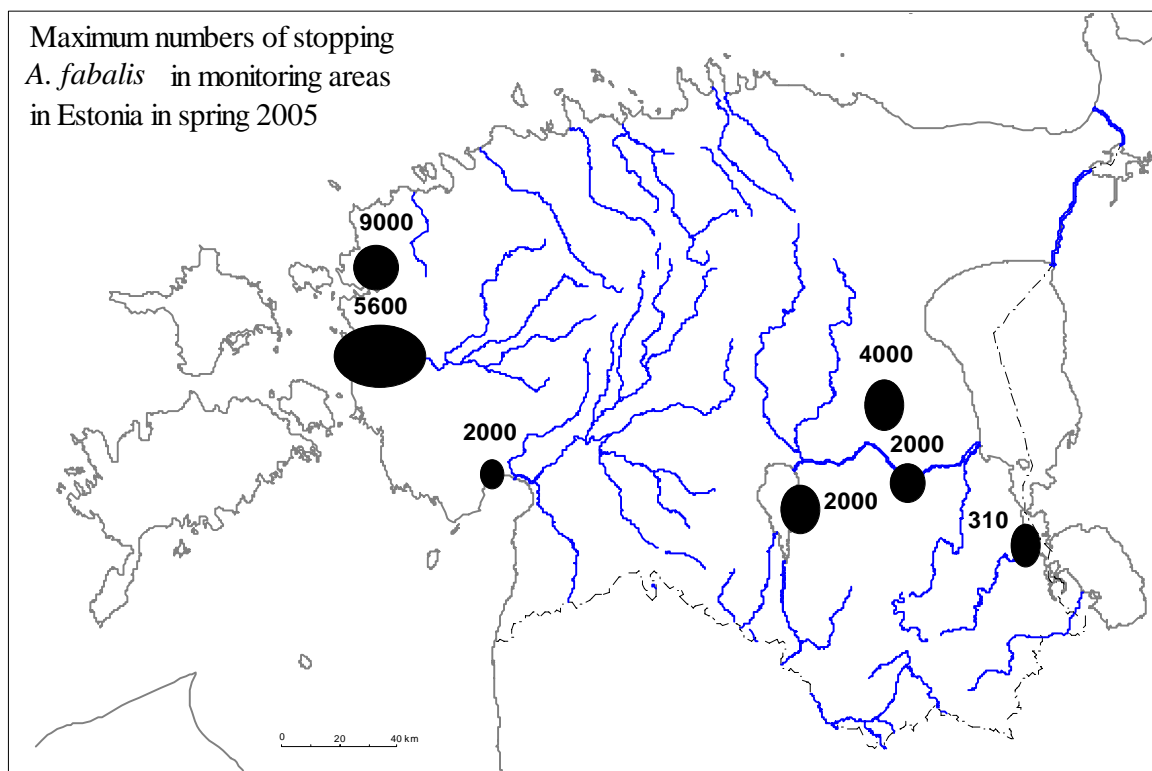 Maximum numbers of stopping
A. fabalis in monitoring areas
in Estonia in spring 2005
9000
5600
4000
2000
2000
2000
310
0 20 40 km